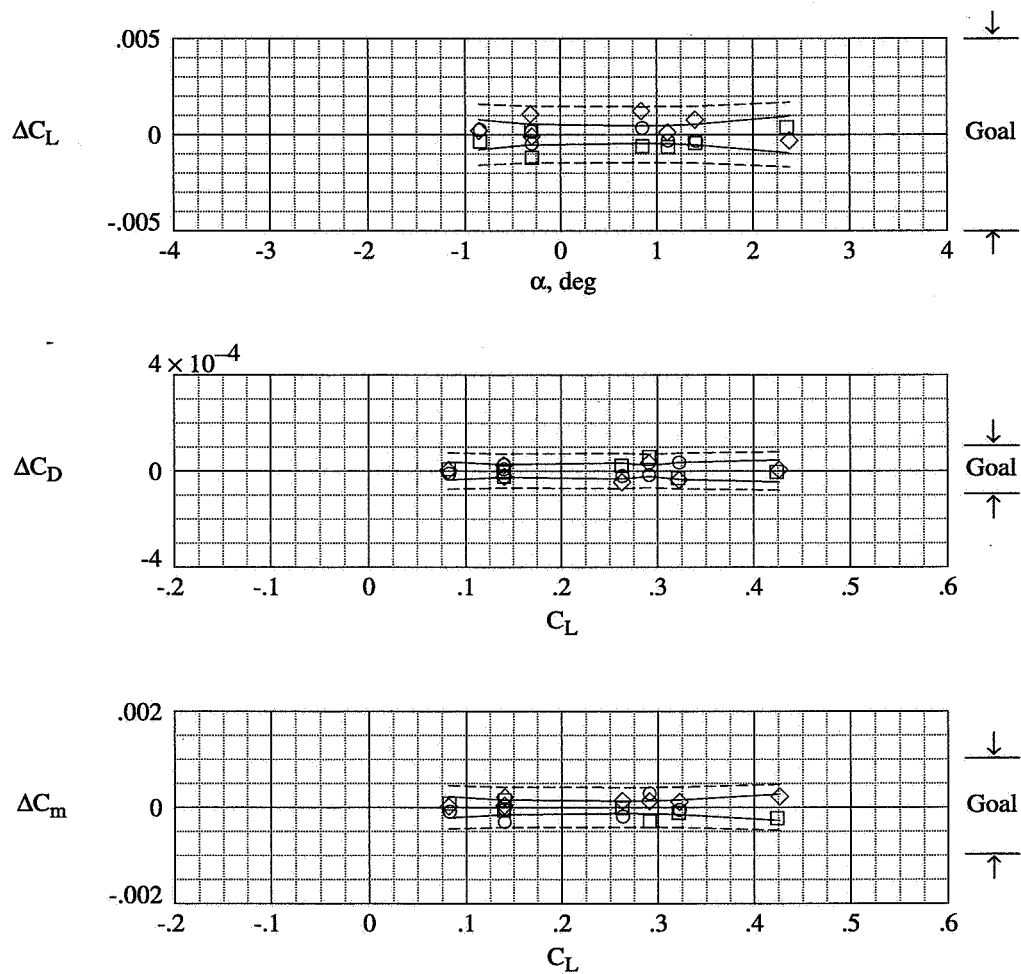 .005
ΔC_L
0
Goal
-.005
-4 -3 -2 -1 0 1 2 3 4
α, deg
4 × 10⁻⁴
ΔC_D
0
Goal
-4
-.2 -.1 0 .1 .2 .3 .4 .5 .6
C_L
.002
ΔC_m
0
Goal
-.002
-.2 -.1 0 .1 .2 .3 .4 .5 .6
C_L